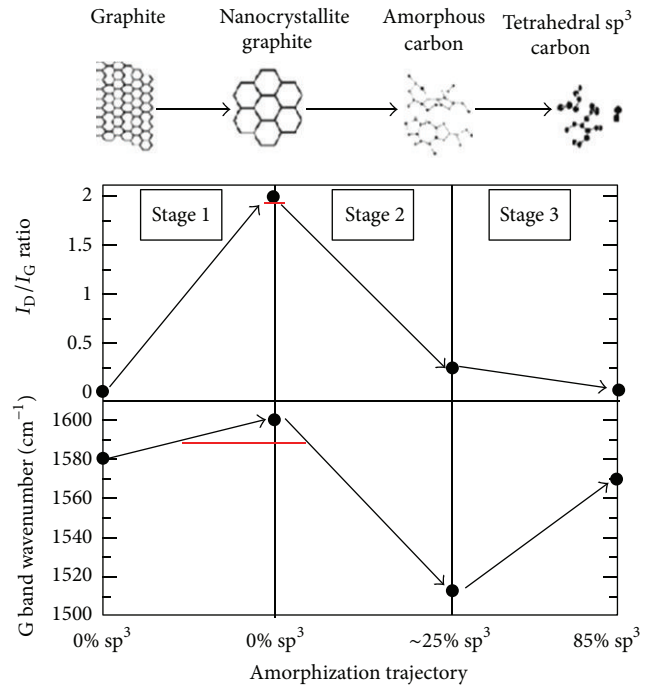 Graphite
Nanocrystallite
graphite
Amorphous
carbon
Tetrahedral sp³
carbon
Stage 1
Stage 2
Stage 3
I_D/I_G ratio
2
1.5
1
0.5
0
G band wavenumber (cm⁻¹)
1600
1580
1560
1540
1520
1500
0% sp³
0% sp³
~25% sp³
85% sp³
Amorphization trajectory